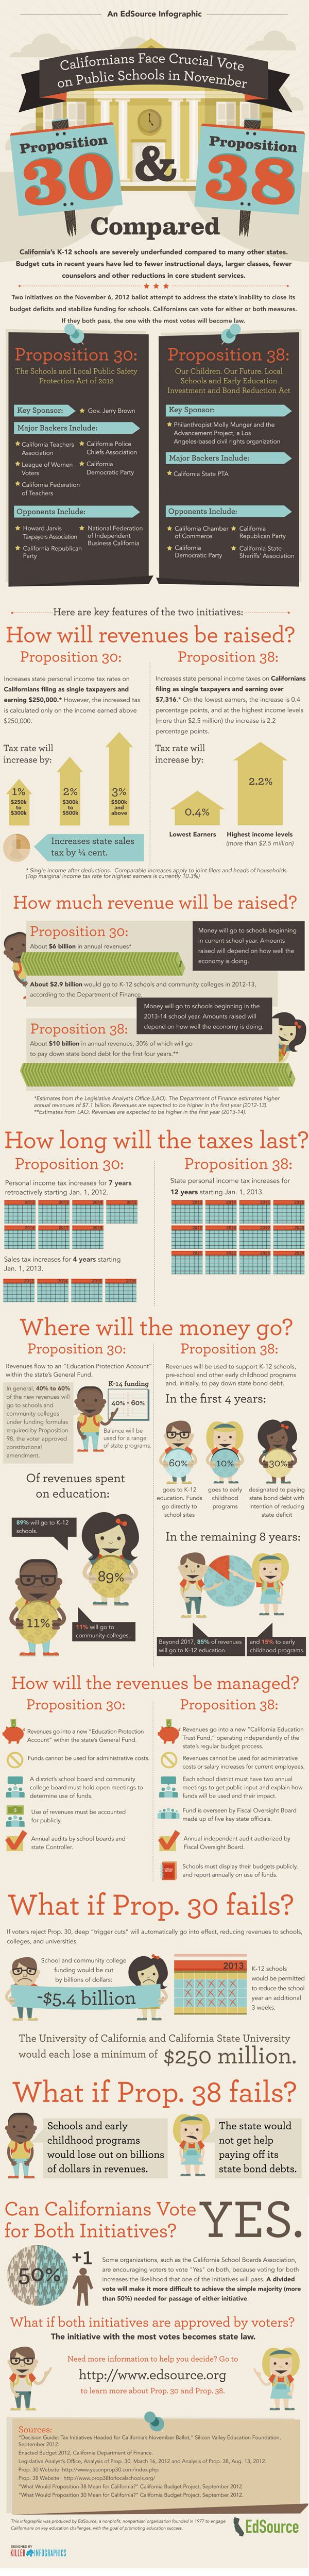 An EdSource Infographic
Californians Face Crucial Vote
on Public Schools in November
Proposition
30
&
Proposition
38
Compared
California's K-12 schools are severely underfunded compared to many other states.
Budget cuts in recent years have led to fewer instructional days, larger classes, fewer
counselors and other reductions in core student services.
Two initiatives on the November 6, 2012 ballot attempt to address the state's inability to close its
budget deficits and stabilize funding for schools. Californians can vote for either or both measures.
If they both pass, the one with the most votes will become law.
Proposition 30:
The Schools and Local Public Safety
Protection Act of 2012
Key Sponsor:
Gov. Jerry Brown
Major Backers Include:
California Teachers
Association
California Police
Chiefs Association
League of Women
Voters
California
Democratic Party
California Federation
of Teachers
Opponents Include:
Howard Jarvis
Taxpayers Association
National Federation
of Independent
Business California
California Republican
Party
Proposition 38:
Our Children, Our Future, Local
Schools and Early Education
Investment and Bond Reduction Act
Key Sponsor:
Philanthropist Molly Munger and the
Advancement Project, a Los
Angeles-based civil rights organization
Major Backers Include:
California State PTA
Opponents Include:
California Chamber
of Commerce
California
Republican Party
California
Democratic Party
California State
Sheriffs' Association
Here are key features of the two initiatives:
How will revenues be raised?
Proposition 30:
Increases state personal income tax rates on
Californians filing as single taxpayers and
earning $250,000.* However, the increased tax
is calculated only on the income earned above
$250,000.
Tax rate will
increase by:
1%
$250k
to
$300k
2%
$300k
to
$500k
3%
$500k
and
above
Increases state sales
tax by ¼ cent.
Proposition 38:
Increases state personal income taxes on Californians
filing as single taxpayers and earning over
$7,316.* On the lowest earners, the increase is 0.4
percentage points, and at the highest income levels
(more than $2.5 million) the increase is 2.2
percentage points.
Tax rate will
increase by:
0.4%
Lowest Earners
2.2%
Highest income levels
(more than $2.5 million)
* Single income after deductions. Comparable increases apply to joint filers and heads of households.
(Top marginal income tax rate for highest earners is currently 10.3%)
How much revenue will be raised?
Proposition 30:
About $6 billion in annual revenues*
Money will go to schools beginning
in current school year. Amounts
raised will depend on how well the
economy is doing.
About $2.9 billion would go to K-12 schools and community colleges in 2012-13,
according to the Department of Finance.
Money will go to schools beginning in the
2013-14 school year. Amounts raised will
depend on how well the economy is doing.
Proposition 38:
About $10 billion in annual revenues, 30% of which will go
to pay down state bond debt for the first four years.**
*Estimates from the Legislative Analyst's Office (LAO). The Department of Finance estimates higher
annual revenues of $7.1 billion. Revenues are expected to be higher in the first year (2012-13).
**Estimates from LAO. Revenues are expected to be higher in the first year (2013-14).
How long will the taxes last?
Proposition 30:
Personal income tax increases for 7 years
retroactively starting Jan. 1, 2012.
Sales tax increases for 4 years starting
Jan. 1, 2013.
Proposition 38:
State personal income tax increases for
12 years starting Jan. 1, 2013.
Where will the money go?
Proposition 30:
Revenues flow to an "Education Protection Account"
within the state's General Fund.
In general, 40% to 60%
of the new revenues will
go to schools and
community colleges
under funding formulas
required by Proposition
98, the voter approved
constitutional
amendment.
K-14 funding
40% - 60%
Balance will be
used for a range
of state programs.
Of revenues spent
on education:
89% will go to K-12
schools.
89%
11%
11% will go to
community colleges.
Proposition 38:
Revenues will be used to support K-12 schools,
pre-school and other early childhood programs
and, initially, to pay down state bond debt.
In the first 4 years:
60%
10%
30%
goes to K-12
education. Funds
go directly to
school sites
goes to early
childhood
programs
designated to paying
state bond debt with
intention of reducing
state deficit
In the remaining 8 years:
Beyond 2017, 85% of revenues
will go to K-12 education.
and 15% to early
childhood programs.
How will the revenues be managed?
Proposition 30:
Revenues go into a new "Education Protection
Account" within the state's General Fund.
Funds cannot be used for administrative costs.
A district's school board and community
college board must hold open meetings to
determine use of funds.
Use of revenues must be accounted
for publicly.
Annual audits by school boards and
state Controller.
Proposition 38:
Revenues go into a new "California Education
Trust Fund," operating independently of the
state's regular budget process.
Revenues cannot be used for administrative
costs or salary increases for current employees.
Each school district must have two annual
meetings to get public input and explain how
funds will be used and their impact.
Fund is overseen by Fiscal Oversight Board
made up of five key state officials.
Annual independent audit authorized by
Fiscal Oversight Board.
Schools must display their budgets publicly,
and report annually on use of funds.
What if Prop. 30 fails?
If voters reject Prop. 30, deep "trigger cuts" will automatically go into effect, reducing revenues to schools,
colleges, and universities.
School and community college
funding would be cut
by billions of dollars:
-$5.4 billion
2013
K-12 schools
would be permitted
to reduce the school
year an additional
3 weeks.
The University of California and California State University
would each lose a minimum of $250 million.
What if Prop. 38 fails?
Schools and early
childhood programs
would lose out on billions
of dollars in revenues.
The state would
not get help
paying off its
state bond debts.
Can Californians Vote
for Both Initiatives?
YES.
50%
+1
Some organizations, such as the California School Boards Association,
are encouraging voters to vote "Yes" on both, because voting for both
increases the likelihood that one of the initiatives will pass. A divided
vote will make it more difficult to achieve the simple majority (more
than 50%) needed for passage of either initiative.
What if both initiatives are approved by voters?
The initiative with the most votes becomes state law.
Need more information to help you decide? Go to
http://www.edsource.org
to learn more about Prop. 30 and Prop. 38.
Sources:
"Decision Guide: Tax Initiatives Needed for California's November Ballot," Silicon Valley Education Foundation,
September 2012.
Enacted Budget 2012, California Department of Finance.
Legislative Analyst's Office, Analysis of Prop. 30, March 16, 2012 and Analysis of Prop. 38, Aug. 13, 2012.
Prop. 30 Website: http://www.yesonprop30.com/index.php
Prop. 38 Website: http://www.prop38forlocalschools.org/
"What Would Proposition 38 Mean for California?" California Budget Project, September 2012.
"What Would Proposition 30 Mean for California?" California Budget Project, September 2012.
This infographic was produced by EdSource, a nonprofit, nonpartisan organization founded in 1977 to engage
Californians on key education challenges, with the goal of promoting education success.
EdSource
DESIGNED BY
KILLER INFOGRAPHICS